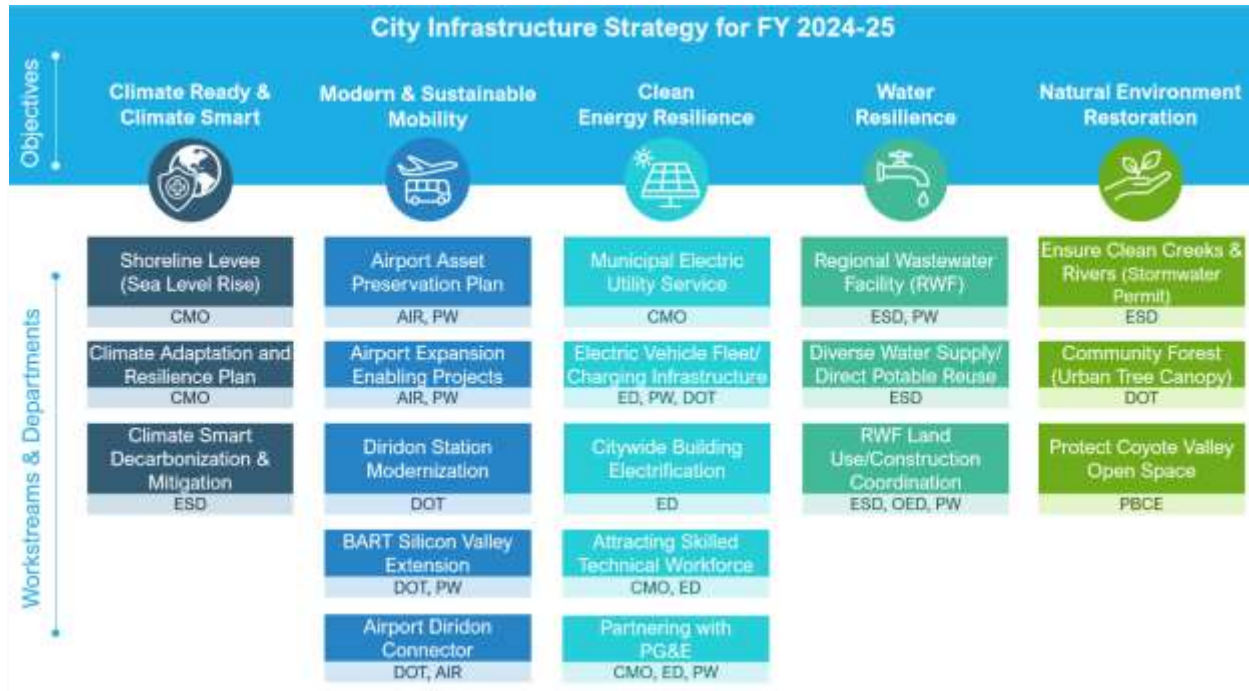 City Infrastructure Strategy for FY 2024-25
Objectives
Climate Ready &
Climate Smart
Modern & Sustainable
Mobility
Clean
Energy Resilience
Water
Resilience
Natural Environment
Restoration
Workstreams & Departments
Shoreline Levee
(Sea Level Rise)
CMO
Climate Adaptation and
Resilience Plan
CMO
Climate Smart
Decarbonization &
Mitigation
ESD
Airport Asset
Preservation Plan
AIR, PW
Airport Expansion
Enabling Projects
AIR, PW
Diridon Station
Modernization
DOT
BART Silicon Valley
Extension
DOT, PW
Airport Diridon
Connector
DOT, AIR
Municipal Electric
Utility Service
CMO
Electric Vehicle Fleet/
Charging Infrastructure
ED, PW, DOT
Citywide Building
Electrification
ED
Attracting Skilled
Technical Workforce
CMO, ED
Partnering with
PG&E
CMO, ED, PW
Regional Wastewater
Facility (RWF)
ESD, PW
Diverse Water Supply/
Direct Potable Reuse
ESD
RWF Land
Use/Construction
Coordination
ESD, OED, PW
Ensure Clean Creeks &
Rivers (Stormwater
Permit)
ESD
Community Forest
(Urban Tree Canopy)
DOT
Protect Coyote Valley
Open Space
PBCE